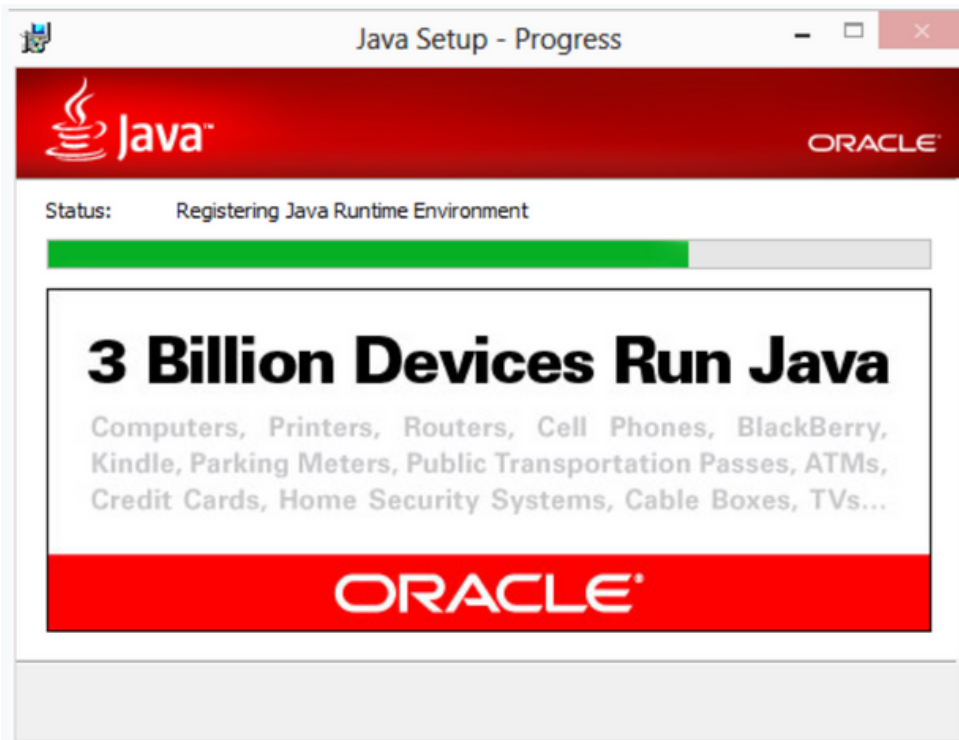 Java Setup - Progress
Java™
ORACLE®
Status: Registering Java Runtime Environment
3 Billion Devices Run Java
Computers, Printers, Routers, Cell Phones, BlackBerry,
Kindle, Parking Meters, Public Transportation Passes, ATMs,
Credit Cards, Home Security Systems, Cable Boxes, TVs...
ORACLE®